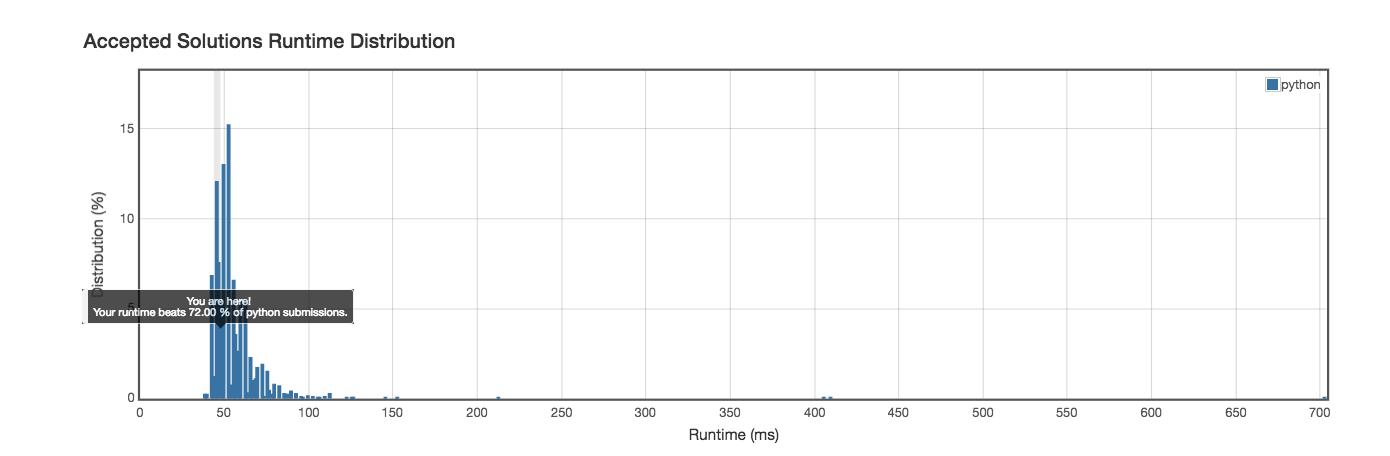 Accepted Solutions Runtime Distribution
python
15
10
5
0
Distribution (%)
You are here!
Your runtime beats 72.00 % of python submissions.
0 50 100 150 200 250 300 350 400 450 500 550 600 650 700
Runtime (ms)